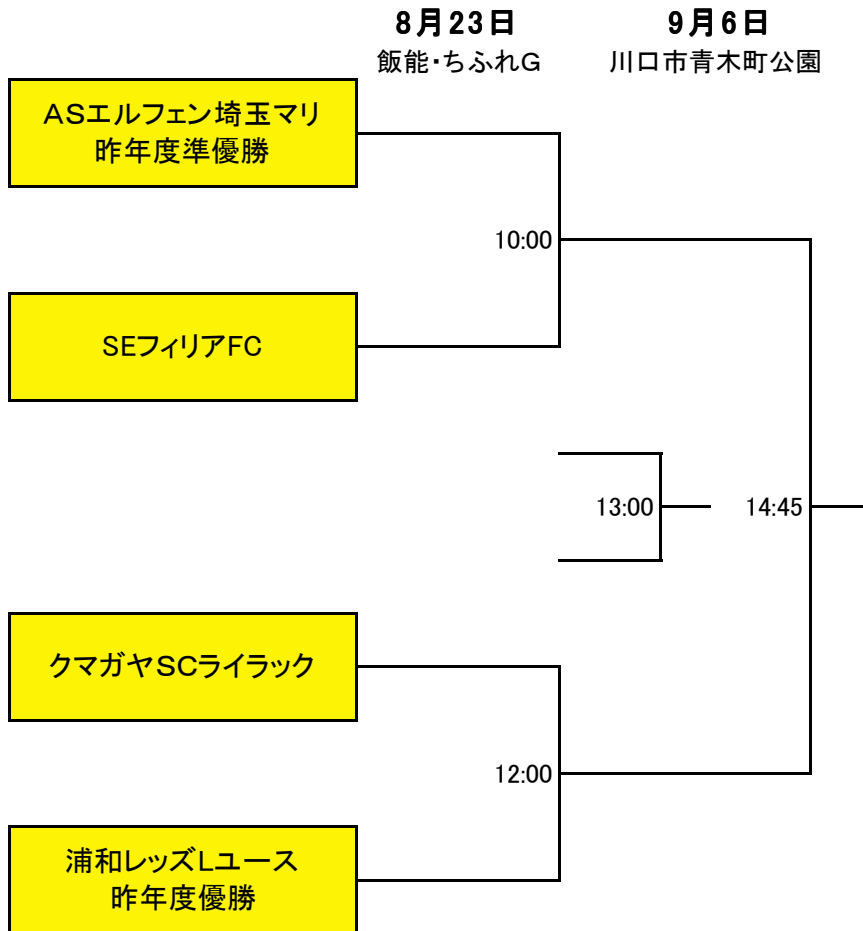 8月23日
9月6日
飯能・ちふれG
川口市青木町公園
ASエルフェン埼玉マリ
昨年度準優勝
10:00
SEフィリアFC
13:00
14:45
クマガヤSCライラック
12:00
浦和レッズLユース
昨年度優勝